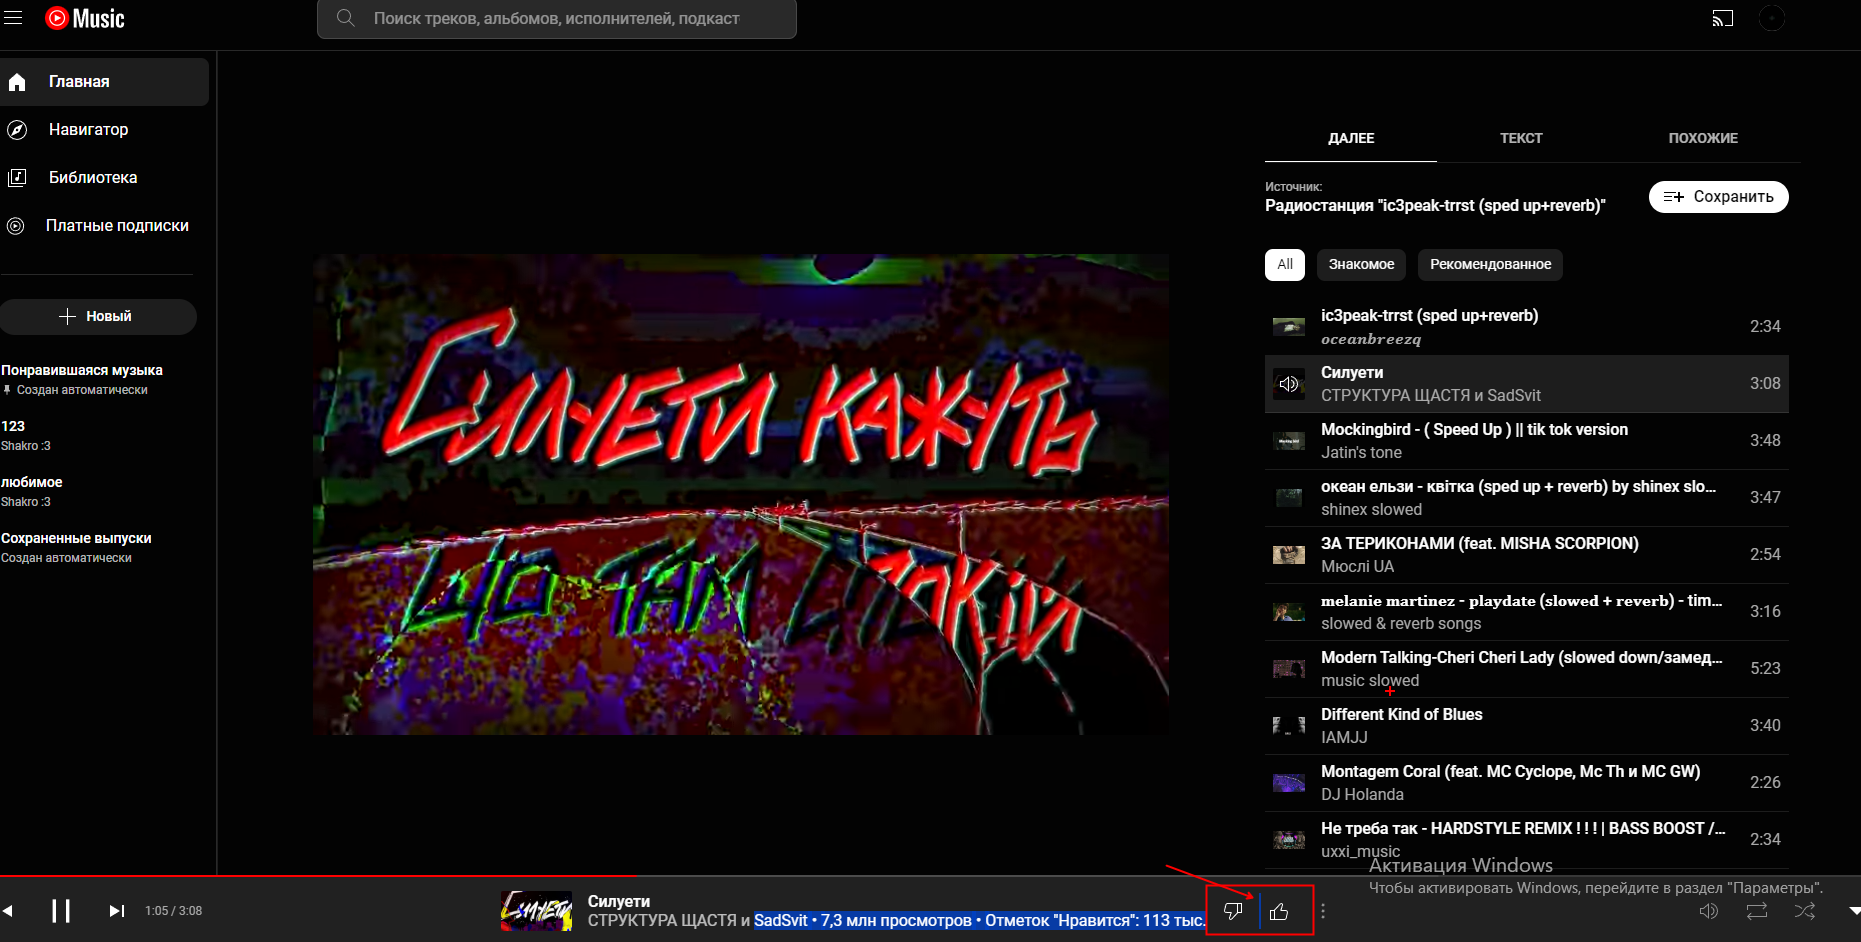 Music
Поиск треков, альбомов, исполнителей, подкаст
Главная
Навигатор
Библиотека
Платные подписки
Новый
Понравившаяся музыка
Создан автоматически
123
Shakro :3
любимое
Shakro :3
Сохраненные выпуски
Создан автоматически
Силуети кажуть
що там спокій
ДАЛЕЕ
ТЕКСТ
ПОХОЖИЕ
Источник:
Радиостанция "ic3peak-trrst (sped up+reverb)"
Сохранить
All
Знакомое
Рекомендованное
ic3peak-trrst (sped up+reverb)
oceanbreezq
2:34
Силуети
СТРУКТУРА ЩАСТЯ и SadSvit
3:08
Mockingbird - ( Speed Up ) || tik tok version
Jatin's tone
3:48
океан ельзи - квітка (sped up + reverb) by shinex slo...
shinex slowed
3:47
ЗА ТЕРИКОНАМИ (feat. MISHA SCORPION)
Мюслі UA
2:54
melanie martinez - playdate (slowed + reverb) - tim...
slowed & reverb songs
3:16
Modern Talking-Cheri Cheri Lady (slowed down/замед...
music slowed
5:23
Different Kind of Blues
IAMJJ
3:40
Montagem Coral (feat. MC Cyclope, Mc Th и MC GW)
DJ Holanda
2:26
Не треба так - HARDSTYLE REMIX ! ! ! | BASS BOOST /...
uxxi_music
2:34
Активация Windows
Чтобы активировать Windows, перейдите в раздел "Параметры".
1:05 / 3:08
Силуети
СТРУКТУРА ЩАСТЯ и SadSvit • 7,3 млн просмотров • Отметок "Нравится": 113 тыс.